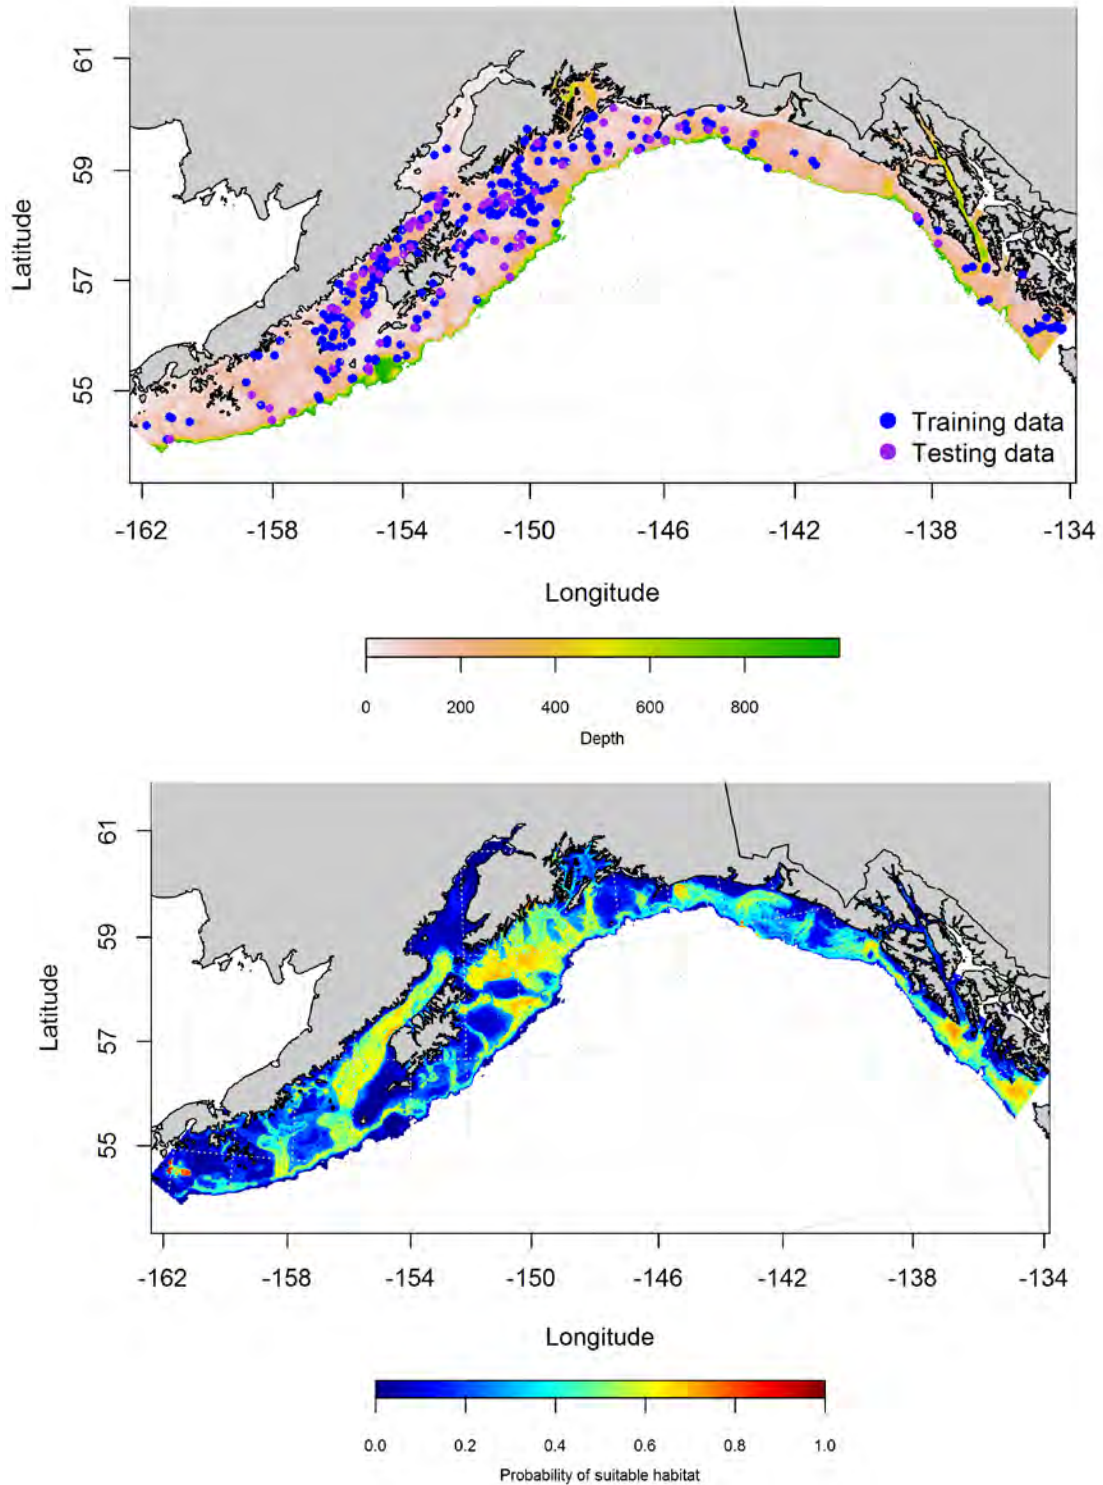 61
59
57
55
Latitude
Training data
Testing data
-162 -158 -154 -150 -146 -142 -138 -134
Longitude
0 200 400 600 800
Depth
61
59
57
55
Latitude
-162 -158 -154 -150 -146 -142 -138 -134
Longitude
0.0 0.2 0.4 0.6 0.8 1.0
Probability of suitable habitat